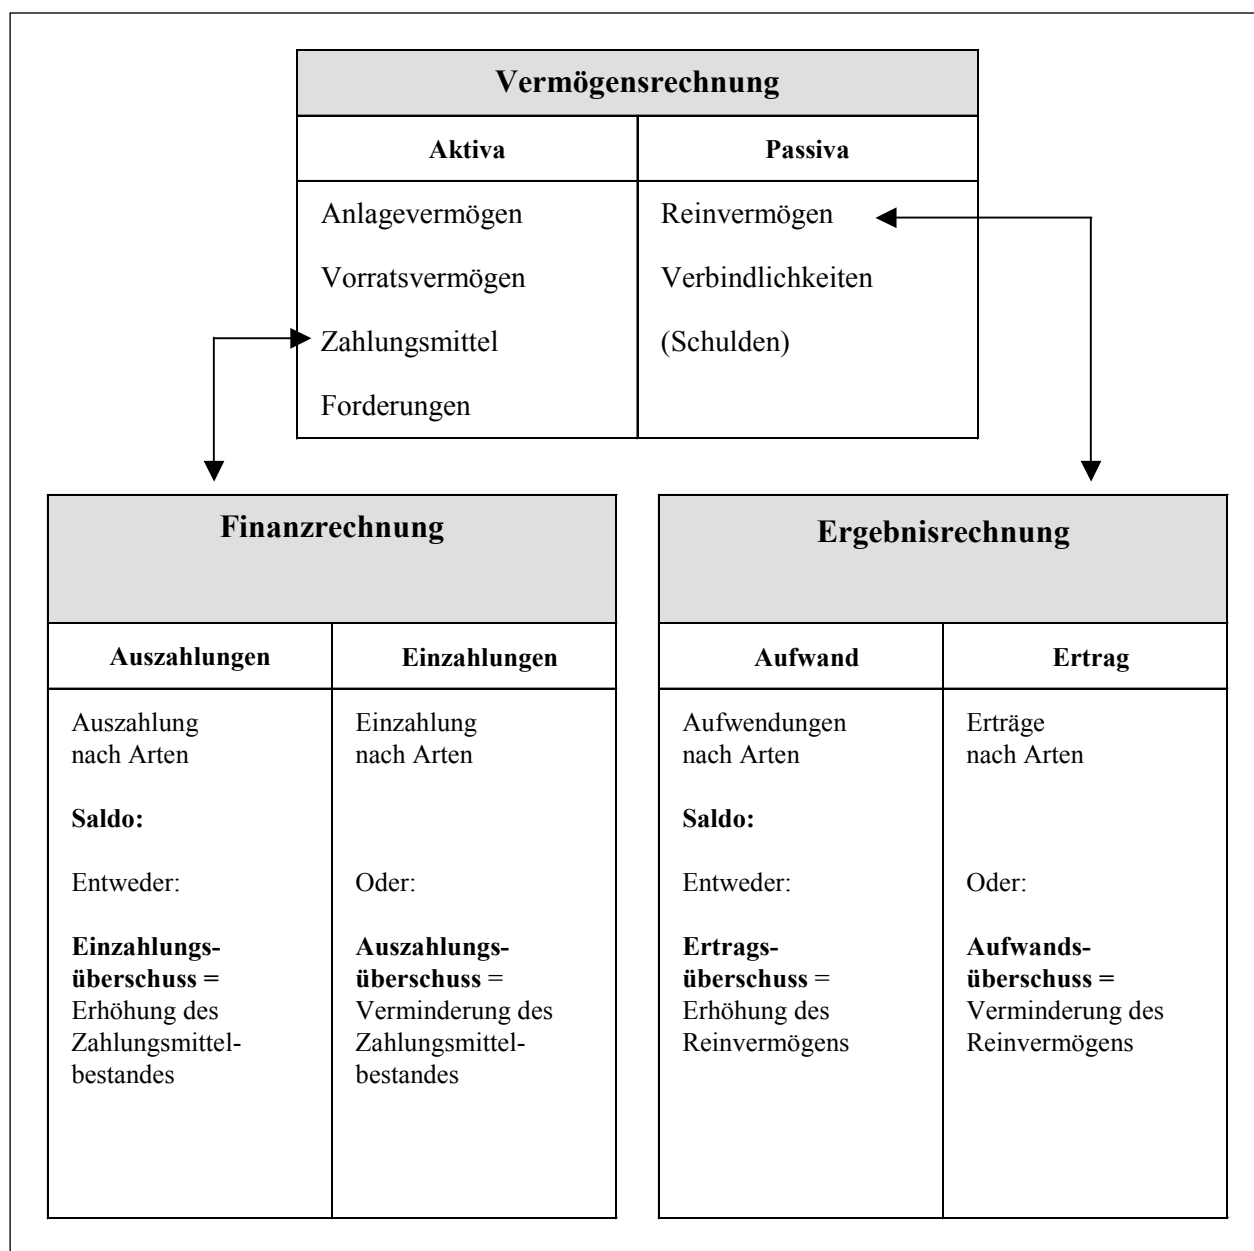 Vermögensrechnung
Aktiva
Passiva
Anlagevermögen
Vorratsvermögen
Zahlungsmittel
Forderungen
Reinvermögen
Verbindlichkeiten
(Schulden)
Finanzrechnung
Auszahlungen
Einzahlungen
Auszahlung
nach Arten
Saldo:
Entweder:
Einzahlungs-
überschuss =
Erhöhung des
Zahlungsmittel-
bestandes
Einzahlung
nach Arten
Oder:
Auszahlungs-
überschuss =
Verminderung des
Zahlungsmittel-
bestandes
Ergebnisrechnung
Aufwand
Ertrag
Aufwendungen
nach Arten
Saldo:
Entweder:
Ertrags-
überschuss =
Erhöhung des
Reinvermögens
Erträge
nach Arten
Oder:
Aufwands-
überschuss =
Verminderung des
Reinvermögens